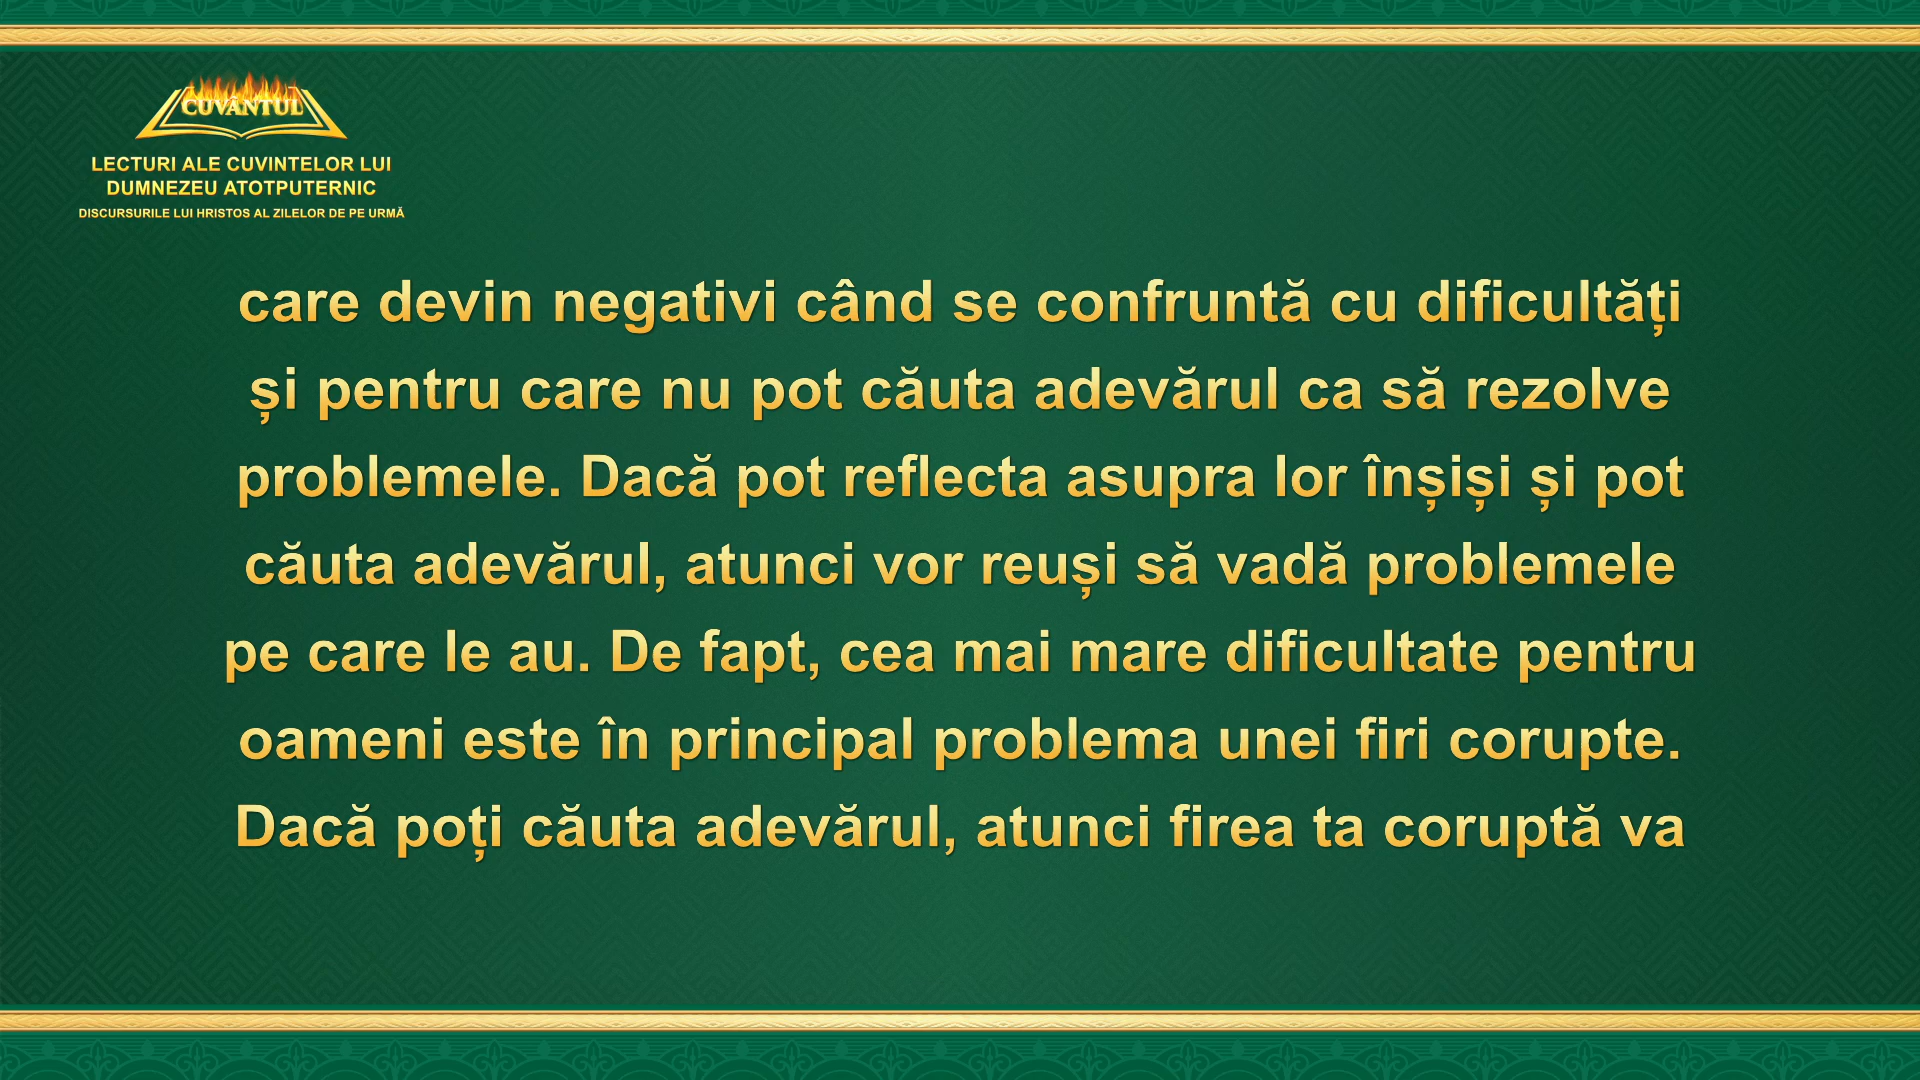 CUVÂNTUL
LECTURI ALE CUVINTELOR LUI
DUMNEZEU ATOTPUTERNIC
DISCURSURILE LUI HRISTOS AL ZILELOR DE PE URMĂ
care devin negativi când se confruntă cu dificultăți
și pentru care nu pot căuta adevărul ca să rezolve
problemele. Dacă pot reflecta asupra lor înșiși și pot
căuta adevărul, atunci vor reuși să vadă problemele
pe care le au. De fapt, cea mai mare dificultate pentru
oameni este în principal problema unei firi corupte.
Dacă poți căuta adevărul, atunci firea ta coruptă va